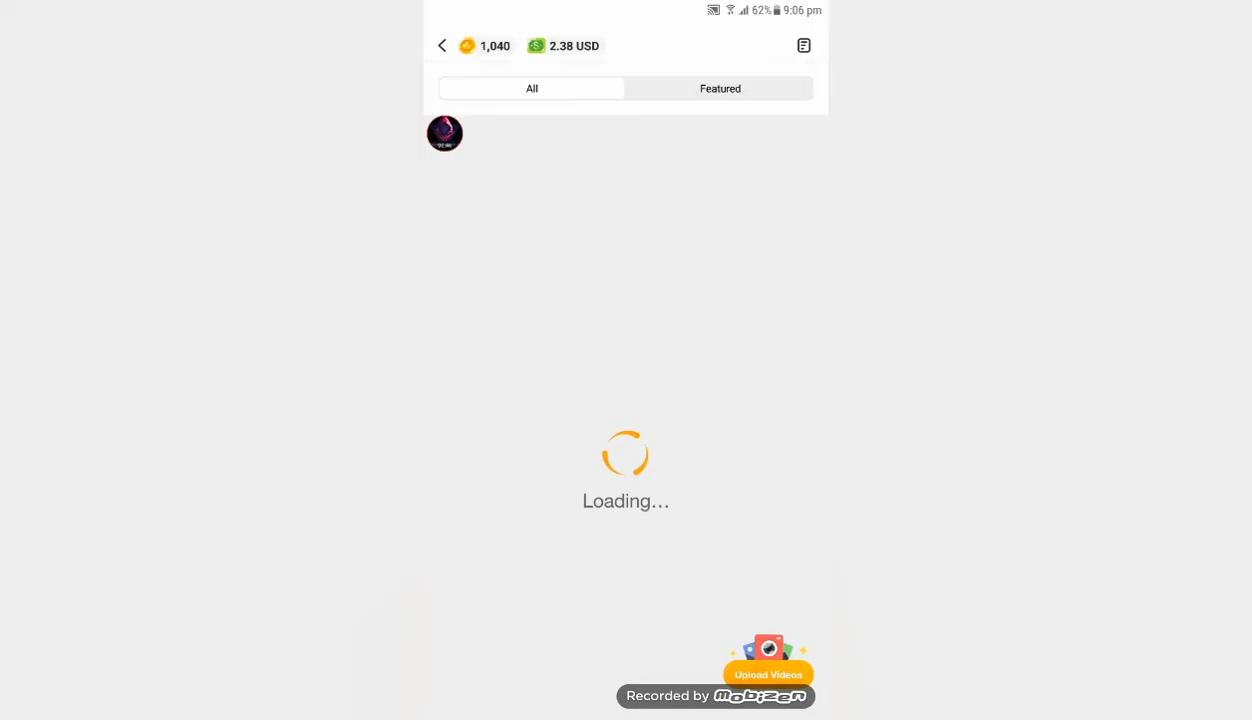 62% 9:06 pm
1,040 2.38 USD
All Featured
Loading...
Upload Videos
Recorded by mobizen